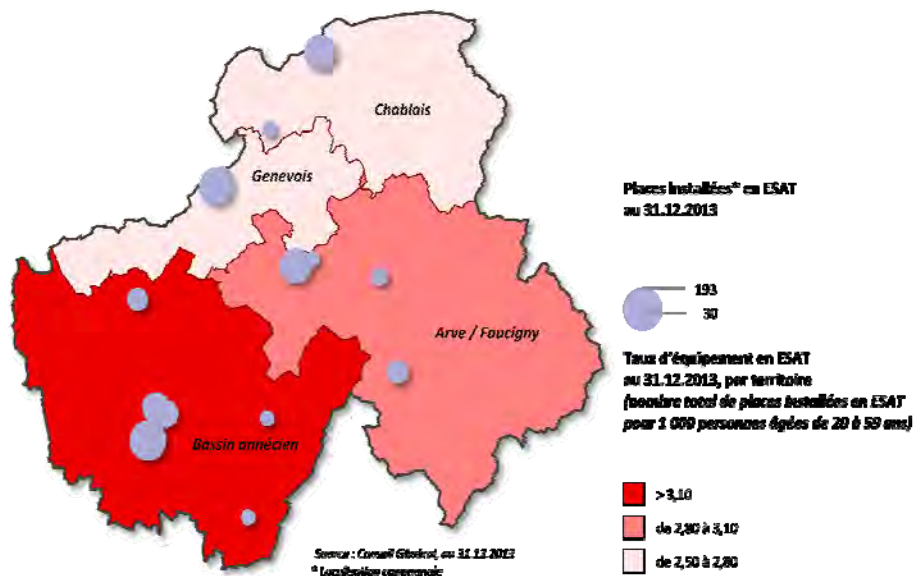 Chablais
Genevois
Places installées* en ESAT
au 31.12.2013
193
30
Arve / Faucigny
Taux d'équipement en ESAT
au 31.12.2013, par territoire
(nombre total de places installées en ESAT
pour 1 000 personnes âgées de 20 à 59 ans)
Bassin annécien
> 3,10
de 2,80 à 3,10
de 2,50 à 2,80
Source : Conseil Général, au 31.12.2013
* Localisation communale